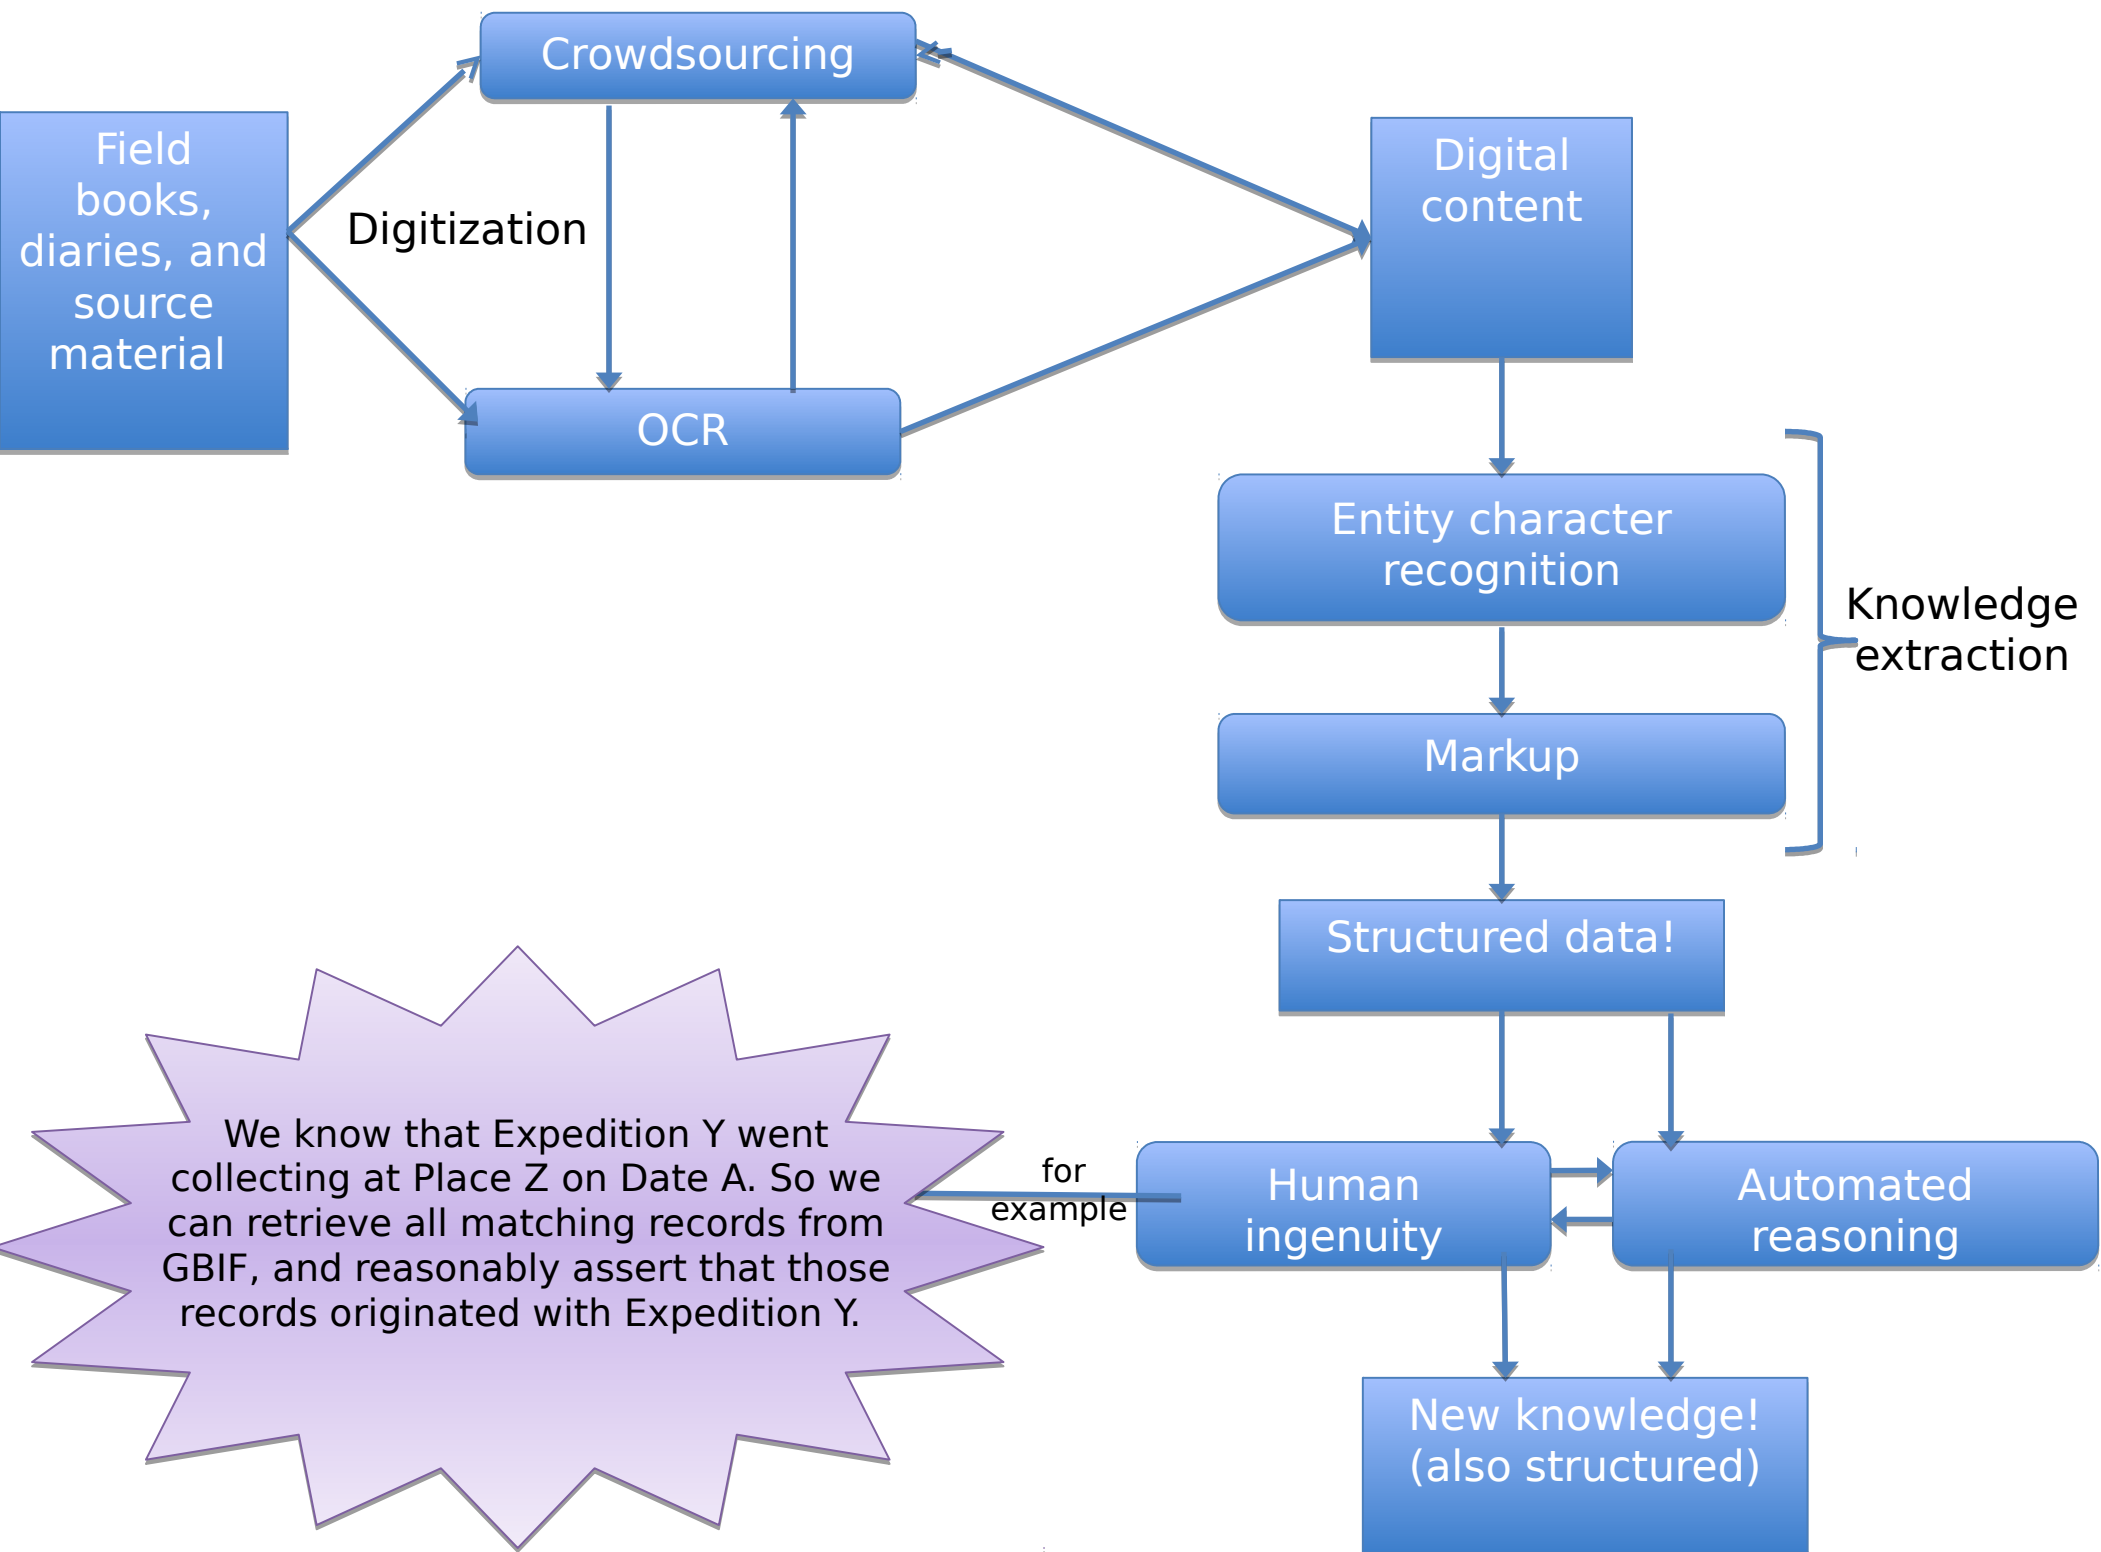 Crowdsourcing
Field
books,
diaries, and
source
material
Digitization
OCR
Digital
content
Entity character
recognition
Knowledge
extraction
Markup
Structured data!
We know that Expedition Y went
collecting at Place Z on Date A. So we
can retrieve all matching records from
GBIF, and reasonably assert that those
records originated with Expedition Y.
for
example
Human
ingenuity
Automated
reasoning
New knowledge!
(also structured)